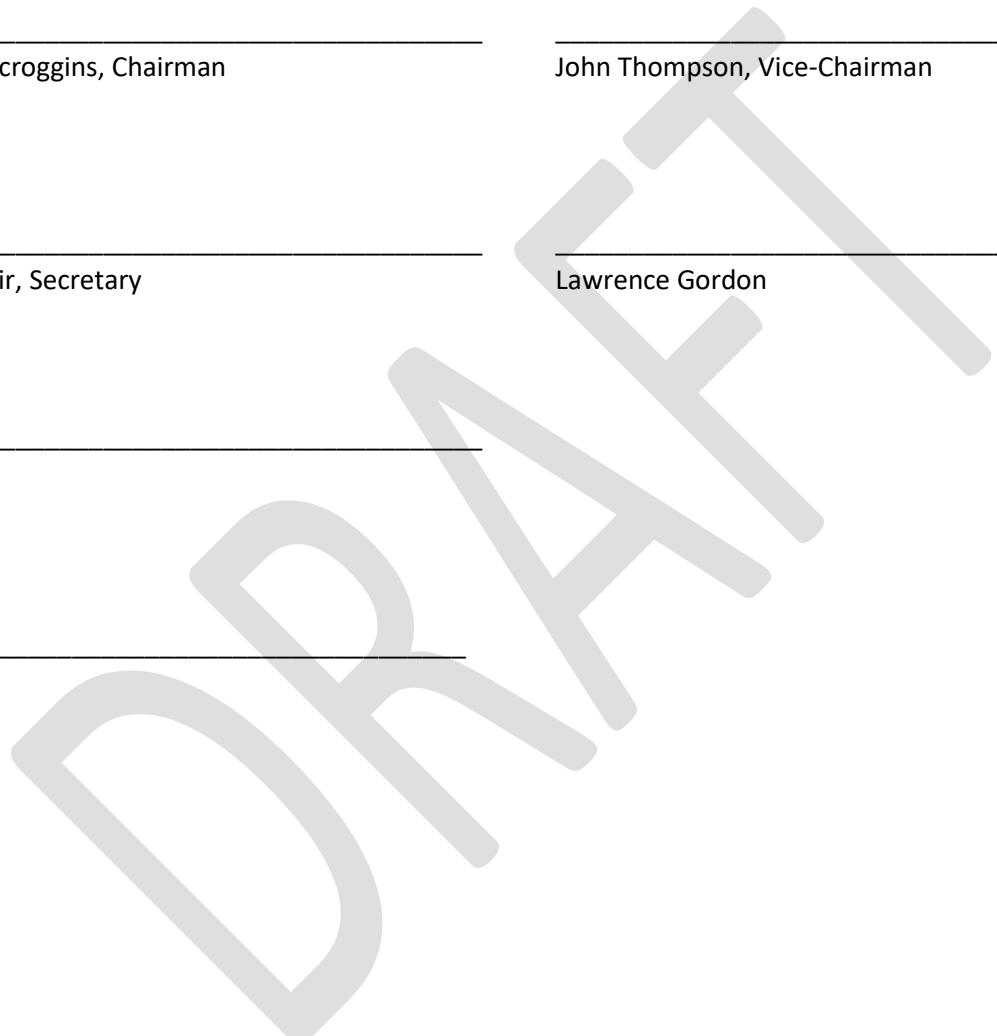 croggins, Chairman
John Thompson, Vice-Chairman
ir, Secretary
Lawrence Gordon
DRAFT